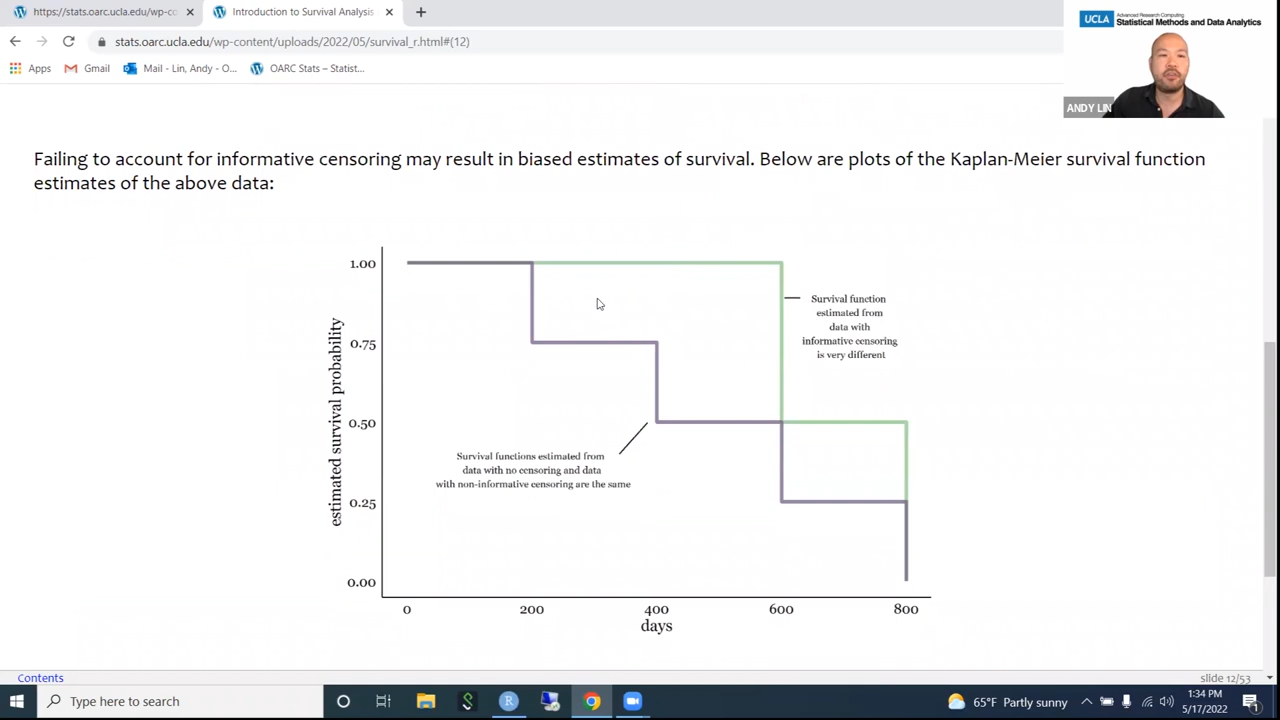 https://stats.oarc.ucla.edu/wp-co
Introduction to Survival Analysis
stats.oarc.ucla.edu/wp-content/uploads/2022/05/survival_r.html#(12)
Apps
Gmail
Mail - Lin, Andy - O...
OARC Stats – Statist...
UCLA
Advanced Research Computing
Statistical Methods and Data Analytics
ANDY LIN
Failing to account for informative censoring may result in biased estimates of survival. Below are plots of the Kaplan-Meier survival function
estimates of the above data:
estimated survival probability
1.00
0.75
0.50
0.25
0.00
Survival function
estimated from
data with
informative censoring
is very different
Survival functions estimated from
data with no censoring and data
with non-informative censoring are the same
0 200 400 600 800
days
Contents
slide 12/53
Type here to search
65°F Partly sunny
1:34 PM
5/17/2022